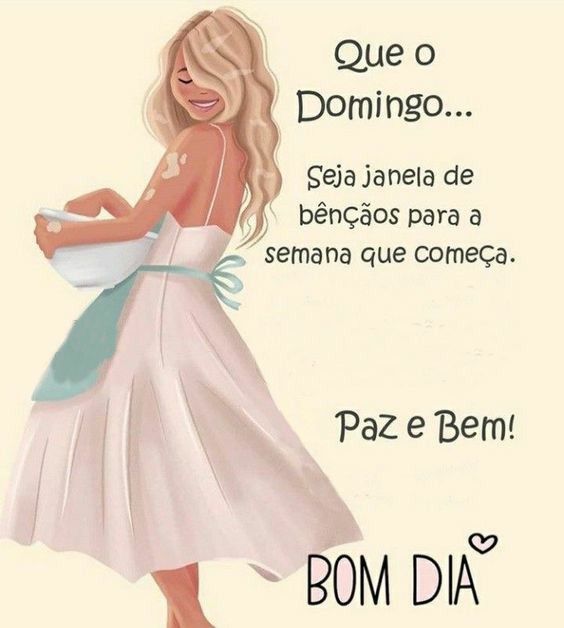 Que o
Domingo...
Seja janela de
bênçãos para a
semana que começa.
Paz e Bem!
BOM DIA